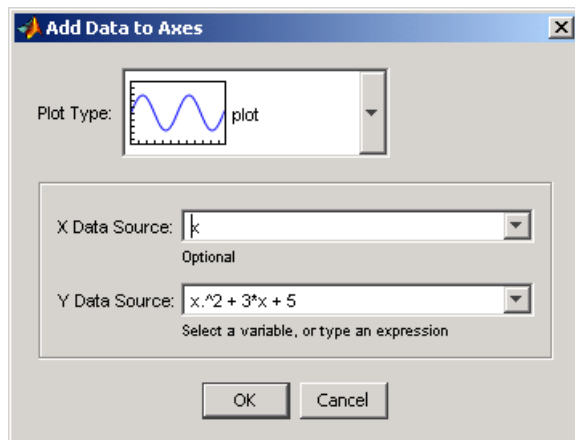 Add Data to Axes
Plot Type: plot
X Data Source: x
Optional
Y Data Source: x.^2 + 3*x + 5
Select a variable, or type an expression
OK Cancel